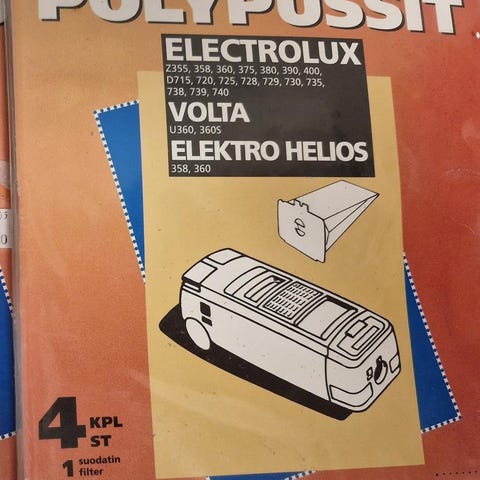 POLYPUSSIT
ELECTROLUX
Z355, 358, 360, 375, 380, 390, 400,
D715, 720, 725, 728, 729, 730, 735,
738, 739, 740
VOLTA
U360, 360S
ELEKTRO HELIOS
358, 360
4 KPL
ST
1 suodatin
filter